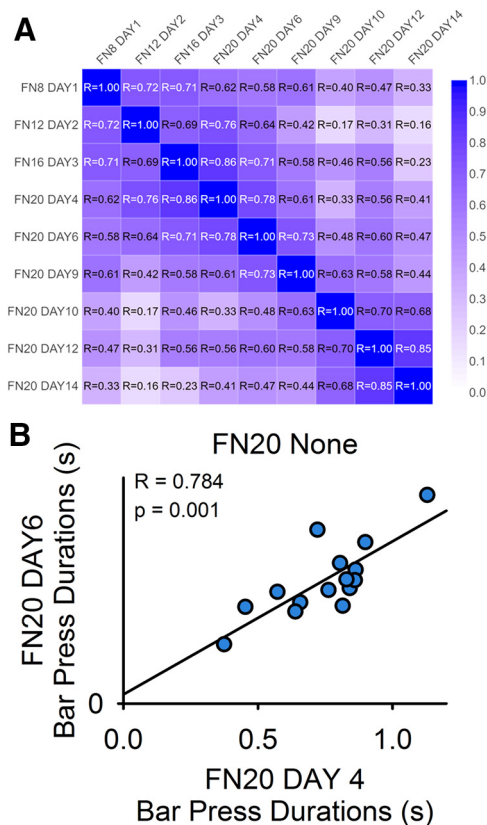 A
FN8 DAY1 FN12 DAY2 FN16 DAY3 FN20 DAY4 FN20 DAY6 FN20 DAY9 FN20 DAY10 FN20 DAY12 FN20 DAY14
FN8 DAY1 R=1.00 R=0.72 R=0.71 R=0.62 R=0.58 R=0.61 R=0.40 R=0.47 R=0.33
FN12 DAY2 R=0.72 R=1.00 R=0.69 R=0.76 R=0.64 R=0.42 R=0.17 R=0.31 R=0.16
FN16 DAY3 R=0.71 R=0.69 R=1.00 R=0.86 R=0.71 R=0.58 R=0.46 R=0.56 R=0.23
FN20 DAY4 R=0.62 R=0.76 R=0.86 R=1.00 R=0.78 R=0.61 R=0.33 R=0.56 R=0.41
FN20 DAY6 R=0.58 R=0.64 R=0.71 R=0.78 R=1.00 R=0.73 R=0.48 R=0.60 R=0.47
FN20 DAY9 R=0.61 R=0.42 R=0.58 R=0.61 R=0.73 R=1.00 R=0.63 R=0.58 R=0.44
FN20 DAY10 R=0.40 R=0.17 R=0.46 R=0.33 R=0.48 R=0.63 R=1.00 R=0.70 R=0.68
FN20 DAY12 R=0.47 R=0.31 R=0.56 R=0.56 R=0.60 R=0.58 R=0.70 R=1.00 R=0.85
FN20 DAY14 R=0.33 R=0.16 R=0.23 R=0.41 R=0.47 R=0.44 R=0.68 R=0.85 R=1.00
1.0
0.9
0.8
0.7
0.6
0.5
0.4
0.3
0.2
0.1
0.0
B
FN20 None
R = 0.784
p = 0.001
FN20 DAY6
Bar Press Durations (s)
0
0.0 0.5 1.0
FN20 DAY 4
Bar Press Durations (s)